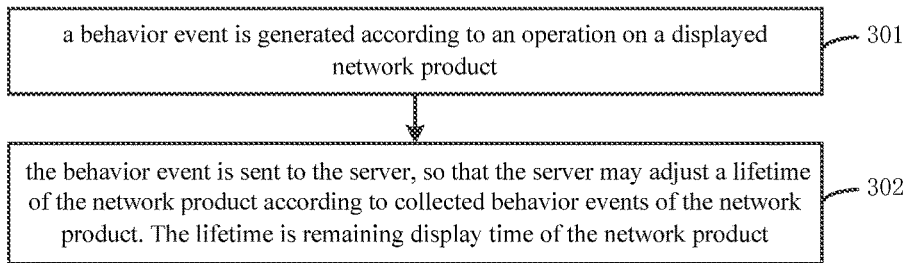 a behavior event is generated according to an operation on a displayed
network product
301
the behavior event is sent to the server, so that the server may adjust a lifetime
of the network product according to collected behavior events of the network
product. The lifetime is remaining display time of the network product
302